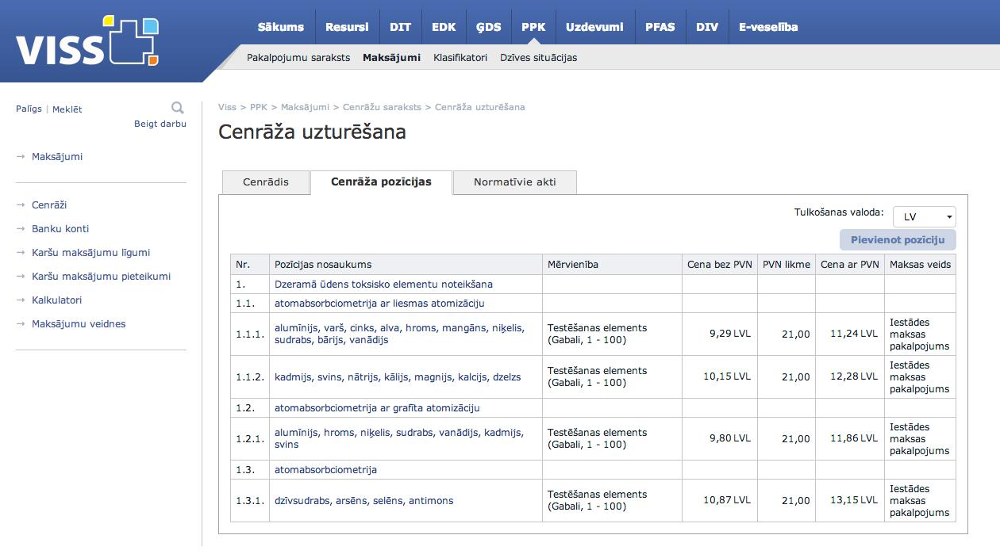 VISS
Sākums Resursi DIT EDK ĢDS PPK Uzdevumi PFAS DIV E-veselība
Pakalpojumu saraksts Maksājumi Klasifikatori Dzīves situācijas
Palīgs | Meklēt
Beigt darbu
→ Maksājumi
→ Cenrāži
→ Banku konti
→ Karšu maksājumu līgumi
→ Karšu maksājumu pieteikumi
→ Kalkulatori
→ Maksājumu veidnes
Viss > PPK > Maksājumi > Cenrāžu saraksts > Cenrāža uzturēšana
Cenrāža uzturēšana
Cenrādis Cenrāža pozīcijas Normatīvie akti
Tulkošanas valoda: LV
Pievienot pozīciju
Nr. Pozīcijas nosaukums Mērvienība Cena bez PVN PVN likme Cena ar PVN Maksas veids
1. Dzeramā ūdens toksisko elementu noteikšana
1.1. atomabsorbciometrija ar liesmas atomizāciju
1.1.1. alumīnijs, varš, cinks, alva, hroms, mangāns, niķelis,
sudrabs, bārijs, vanādijs
Testēšanas elements
(Gabali, 1 - 100)
9,29 LVL 21,00 11,24 LVL
Iestādes
maksas
pakalpojums
1.1.2. kadmijs, svins, nātrijs, kālijs, magnijs, kalcijs, dzelzs
Testēšanas elements
(Gabali, 1 - 100)
10,15 LVL 21,00 12,28 LVL
Iestādes
maksas
pakalpojums
1.2. atomabsorbciometrija ar grafīta atomizāciju
1.2.1. alumīnijs, hroms, niķelis, sudrabs, vanādijs, kadmijs,
svins
Testēšanas elements
(Gabali, 1 - 100)
9,80 LVL 21,00 11,86 LVL
Iestādes
maksas
pakalpojums
1.3. atomabsorbciometrija
1.3.1. dzīvsudrabs, arsēns, selēns, antimons
Testēšanas elements
(Gabali, 1 - 100)
10,87 LVL 21,00 13,15 LVL
Iestādes
maksas
pakalpojums